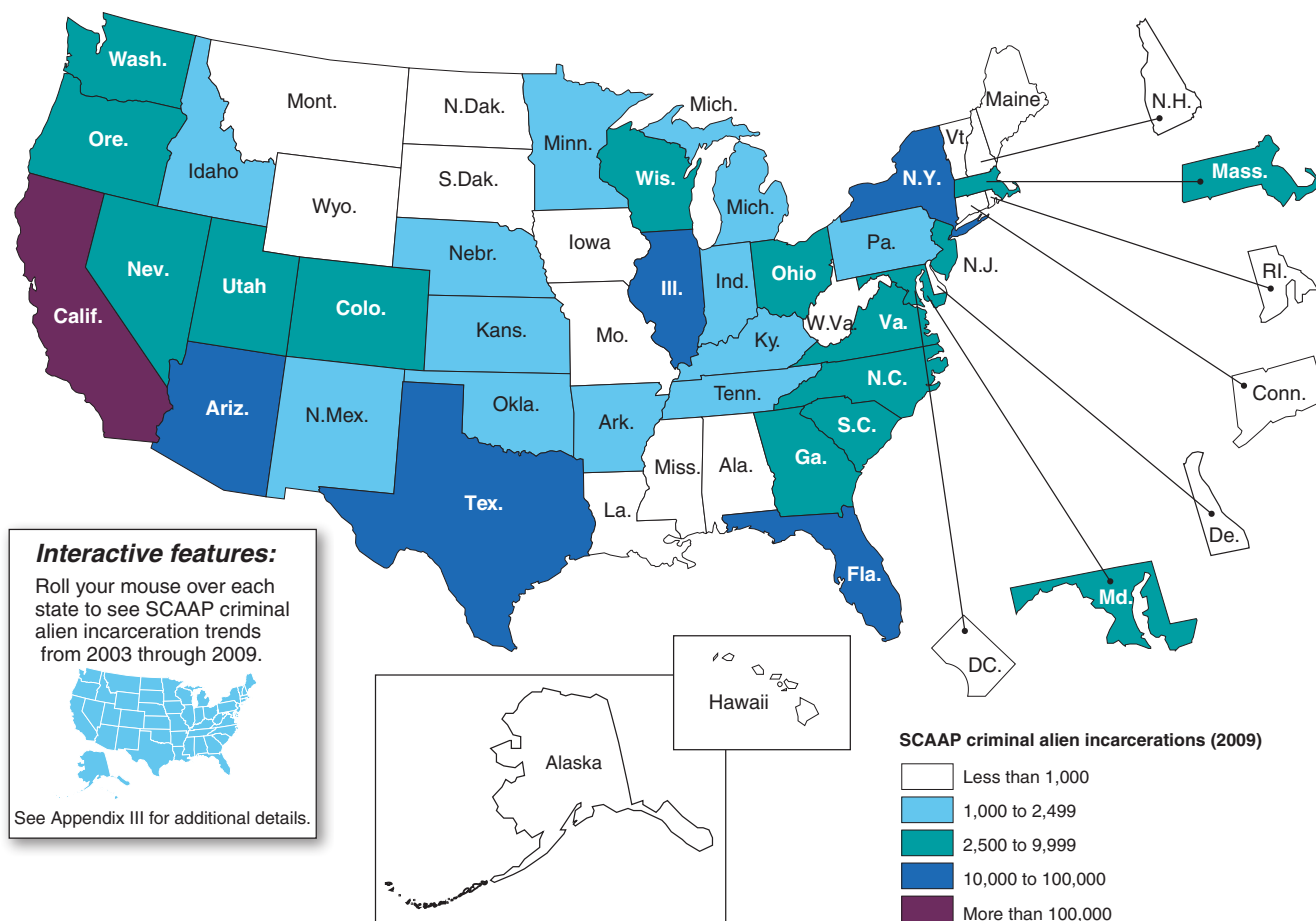 Wash.
Mont.
N.Dak.
Mich.
Maine
N.H.
Ore.
Idaho
Minn.
Vt.
Wyo.
S.Dak.
Wis.
Mich.
N.Y.
Mass.
Nebr.
Iowa
Pa.
N.J.
RI.
Nev.
Utah
Colo.
Ill.
Ind.
Ohio
Calif.
Kans.
Mo.
W.Va.
Va.
Ky.
Conn.
Ariz.
N.Mex.
Okla.
Ark.
Tenn.
N.C.
S.C.
Tex.
La.
Miss.
Ala.
Ga.
Fla.
De.
Md.
DC.
Interactive features:
Roll your mouse over each
state to see SCAAP criminal
alien incarceration trends
from 2003 through 2009.
See Appendix III for additional details.
Alaska
Hawaii
SCAAP criminal alien incarcerations (2009)
Less than 1,000
1,000 to 2,499
2,500 to 9,999
10,000 to 100,000
More than 100,000